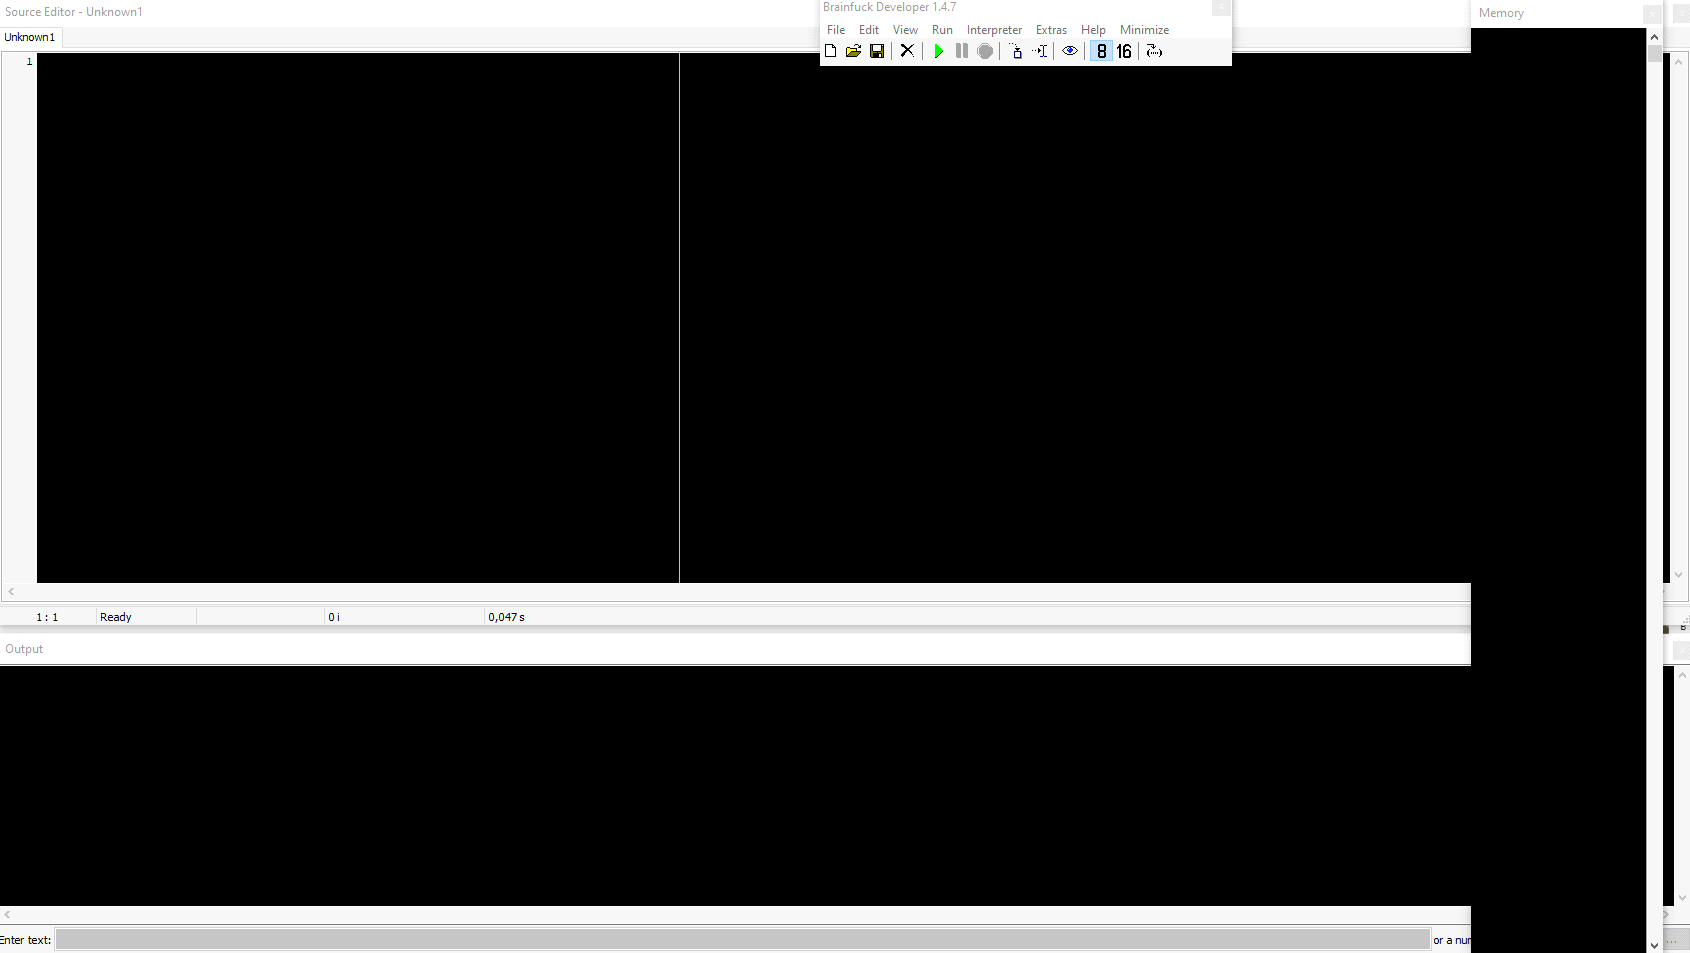 Source Editor - Unknown1
Brainfuck Developer 1.4.7
Memory
File Edit View Run Interpreter Extras Help Minimize
Unknown1
8 16
1
1 : 1 Ready 0 i 0,047 s
B
Output
Enter text: or a nur
...